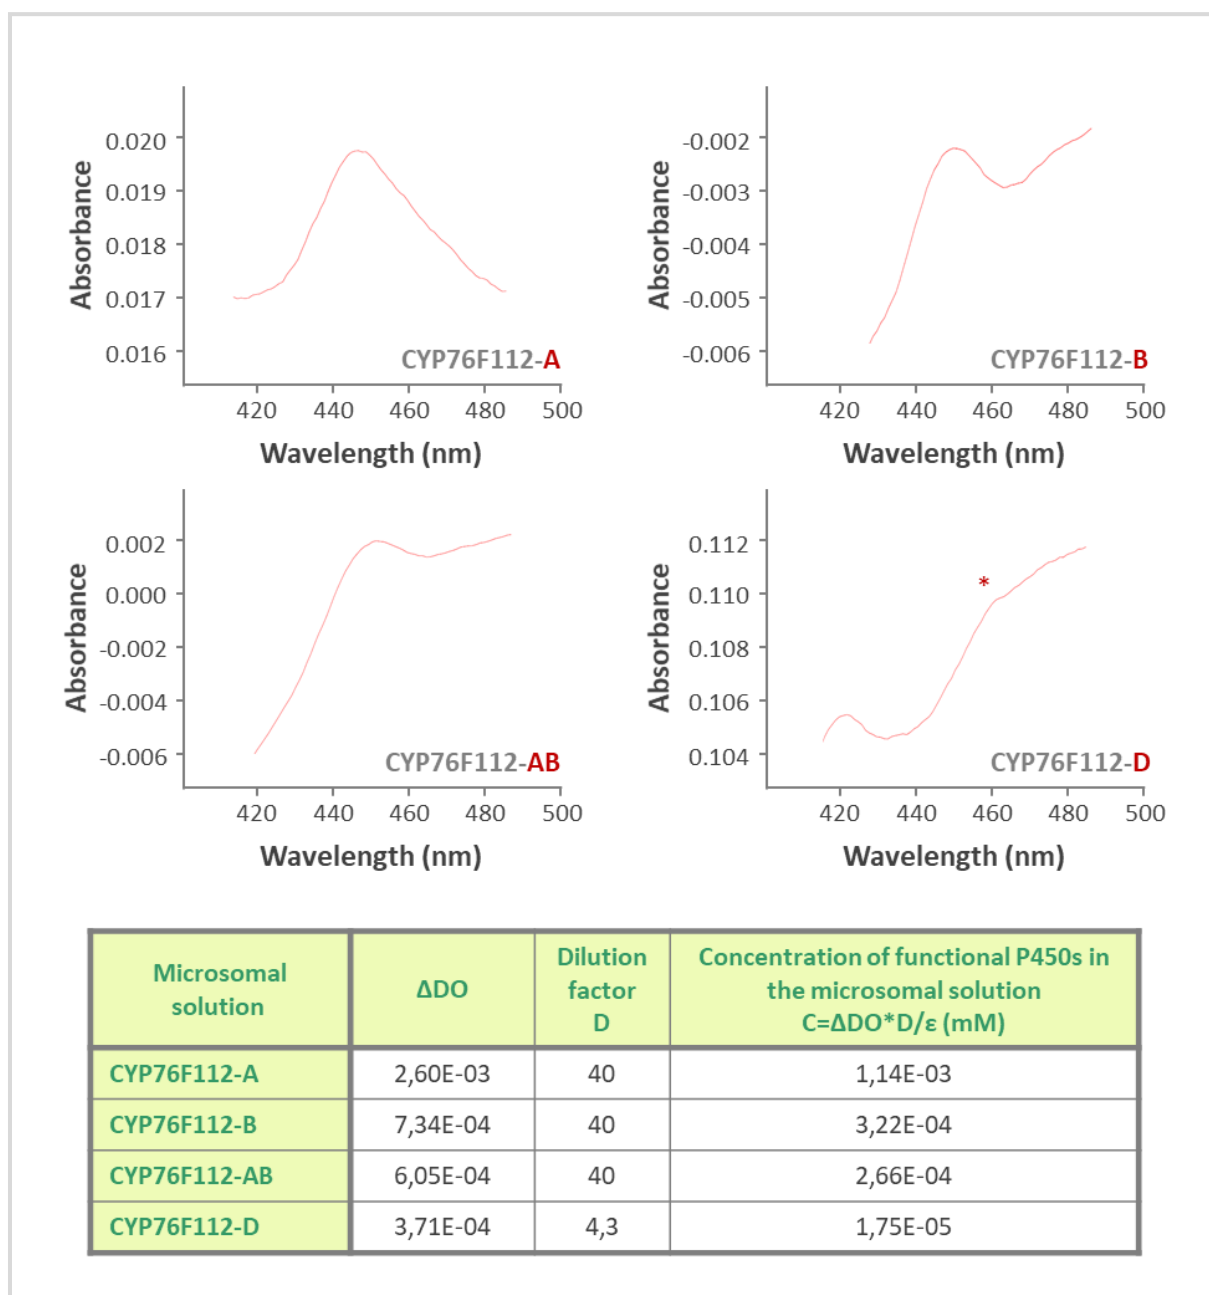 Absorbance
0.020
0.019
0.018
0.017
0.016
CYP76F112-A
420 440 460 480 500
Wavelength (nm)
Absorbance
-0.002
-0.003
-0.004
-0.005
-0.006
CYP76F112-B
420 440 460 480 500
Wavelength (nm)
Absorbance
0.002
0.000
-0.002
-0.004
-0.006
CYP76F112-AB
420 440 460 480 500
Wavelength (nm)
Absorbance
0.112
0.110
0.108
0.106
0.104
*
CYP76F112-D
420 440 460 480 500
Wavelength (nm)
Microsomal
solution
ΔDO
Dilution
factor
D
Concentration of functional P450s in
the microsomal solution
C=ΔDO*D/ε (mM)
CYP76F112-A 2,60E-03 40 1,14E-03
CYP76F112-B 7,34E-04 40 3,22E-04
CYP76F112-AB 6,05E-04 40 2,66E-04
CYP76F112-D 3,71E-04 4,3 1,75E-05